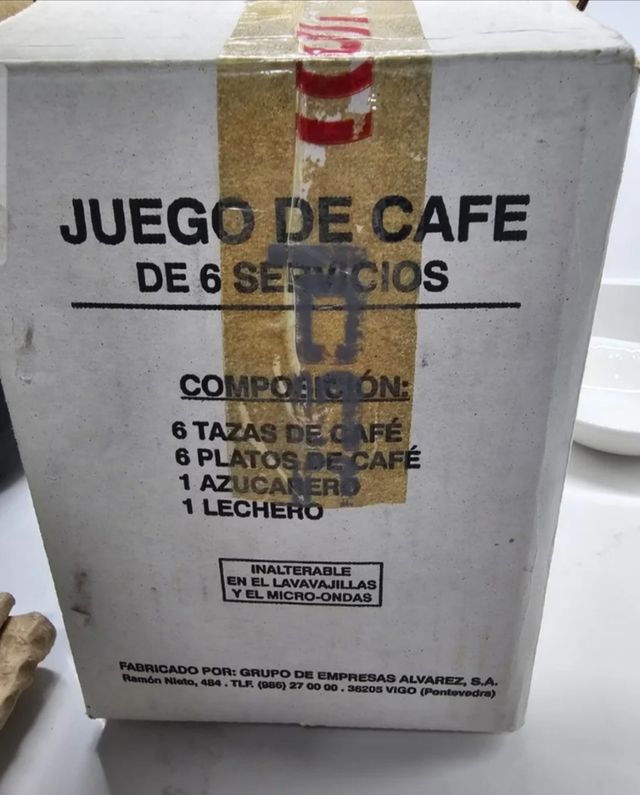 JUEGO DE CAFE
DE 6 SERVICIOS
COMPOSICIÓN:
6 TAZAS DE CAFÉ
6 PLATOS DE CAFÉ
1 AZUCARERO
1 LECHERO
INALTERABLE
EN EL LAVAVAJILLAS
Y EL MICRO-ONDAS
FABRICADO POR: GRUPO DE EMPRESAS ALVAREZ, S.A.
Ramón Nieto, 484 . TLF. (986) 27 00 00 . 36205 VIGO (Pontevedra)